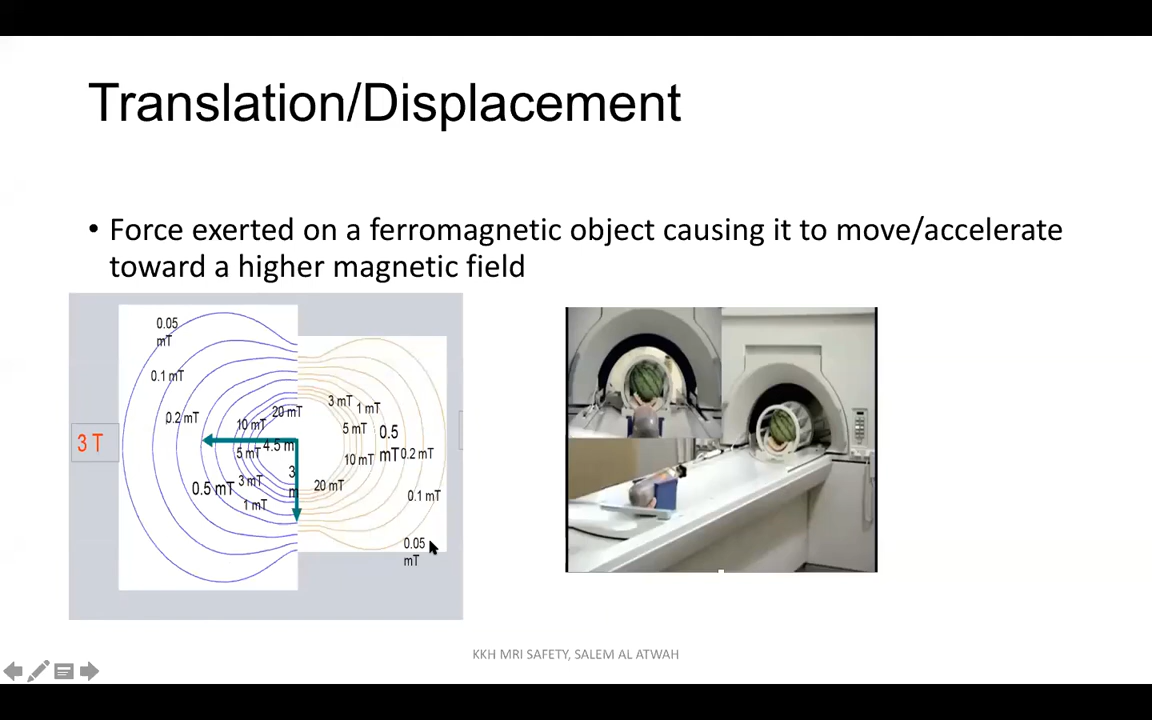 Translation/Displacement
• Force exerted on a ferromagnetic object causing it to move/accelerate
toward a higher magnetic field
0.05
mT
0.1 mT
0.2 mT
10 mT
20 mT
3 T
5 mT
4.5 m
0.5 mT
3 mT
3
m
1 mT
3 mT
1 mT
5 mT
0.5
mT
10 mT
0.2 mT
20 mT
0.1 mT
0.05
mT
KKH MRI SAFETY, SALEM AL ATWAH